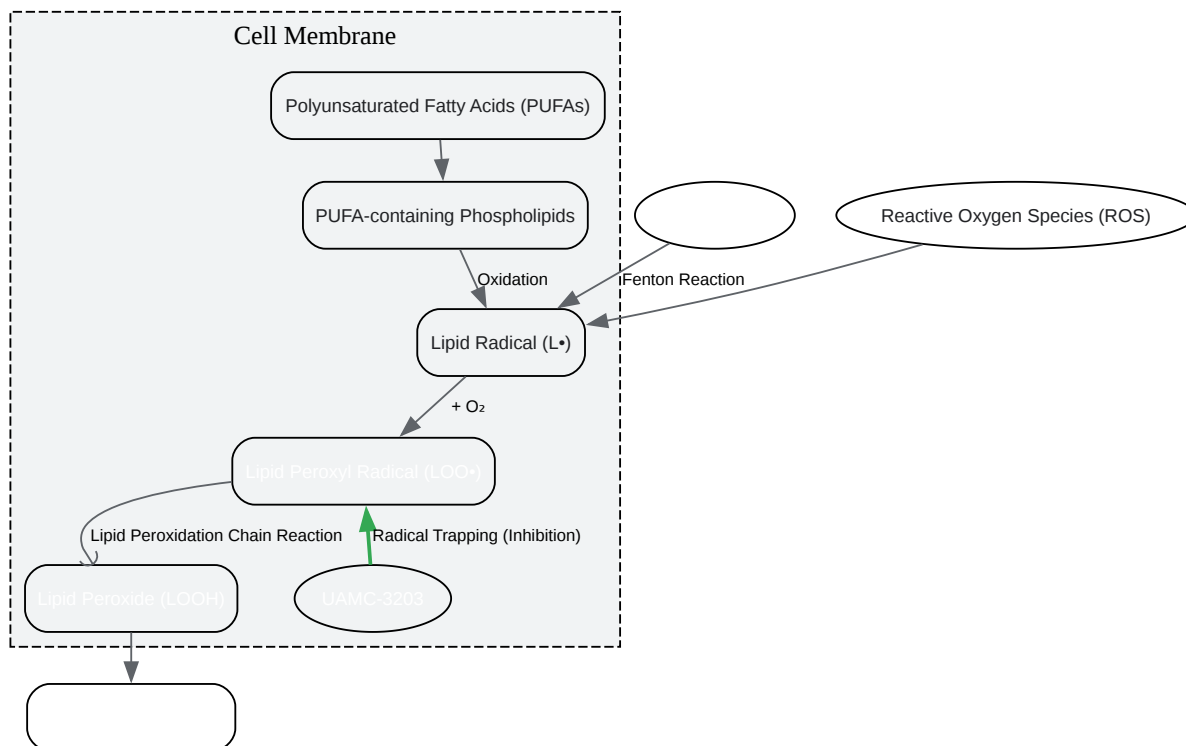 Cell Membrane
Polyunsaturated Fatty Acids (PUFAs)
PUFA-containing Phospholipids
Reactive Oxygen Species (ROS)
Oxidation
Fenton Reaction
Lipid Radical (L•)
+ O₂
Lipid Peroxyl Radical (LOO•)
Lipid Peroxidation Chain Reaction
Radical Trapping (Inhibition)
Lipid Peroxide (LOOH)
UAMC-3203